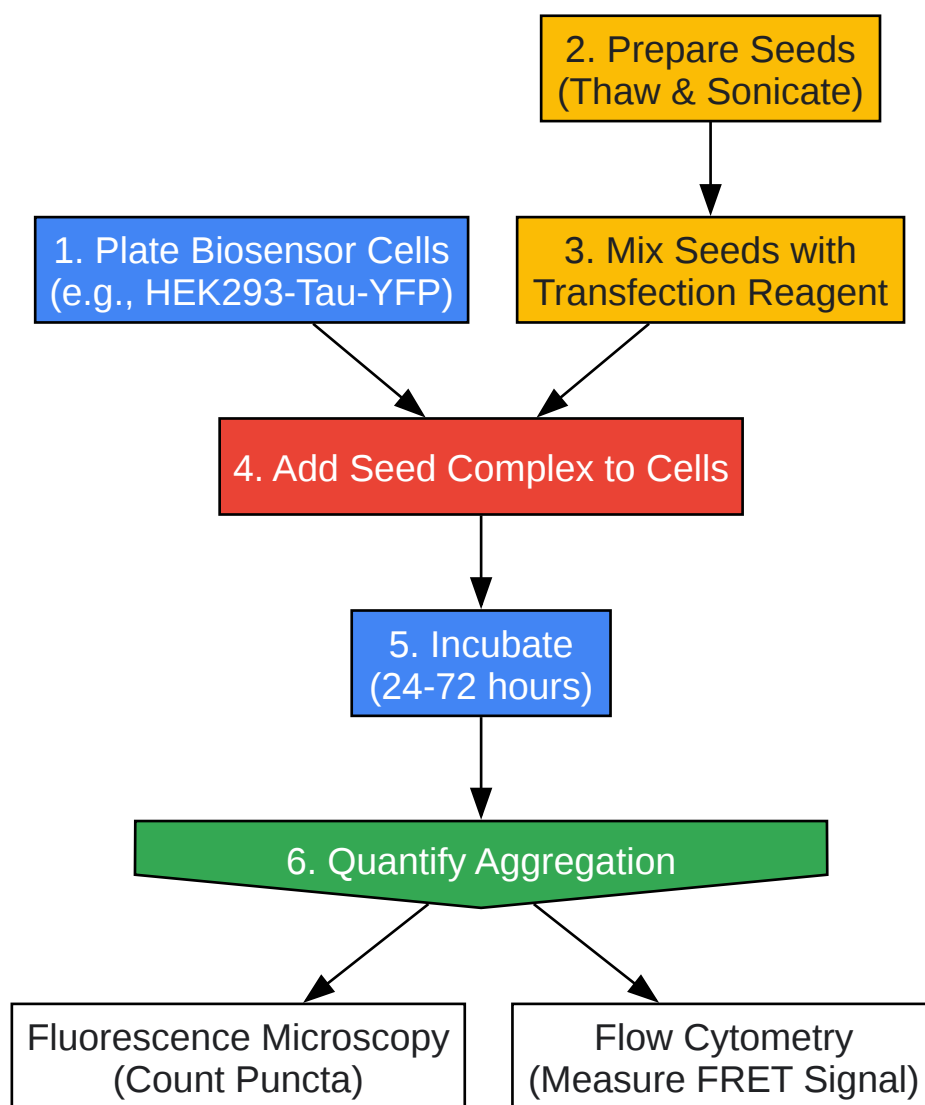 2. Prepare Seeds
(Thaw & Sonicate)
1. Plate Biosensor Cells
(e.g., HEK293-Tau-YFP)
3. Mix Seeds with
Transfection Reagent
4. Add Seed Complex to Cells
5. Incubate
(24-72 hours)
6. Quantify Aggregation
Fluorescence Microscopy
(Count Puncta)
Flow Cytometry
(Measure FRET Signal)